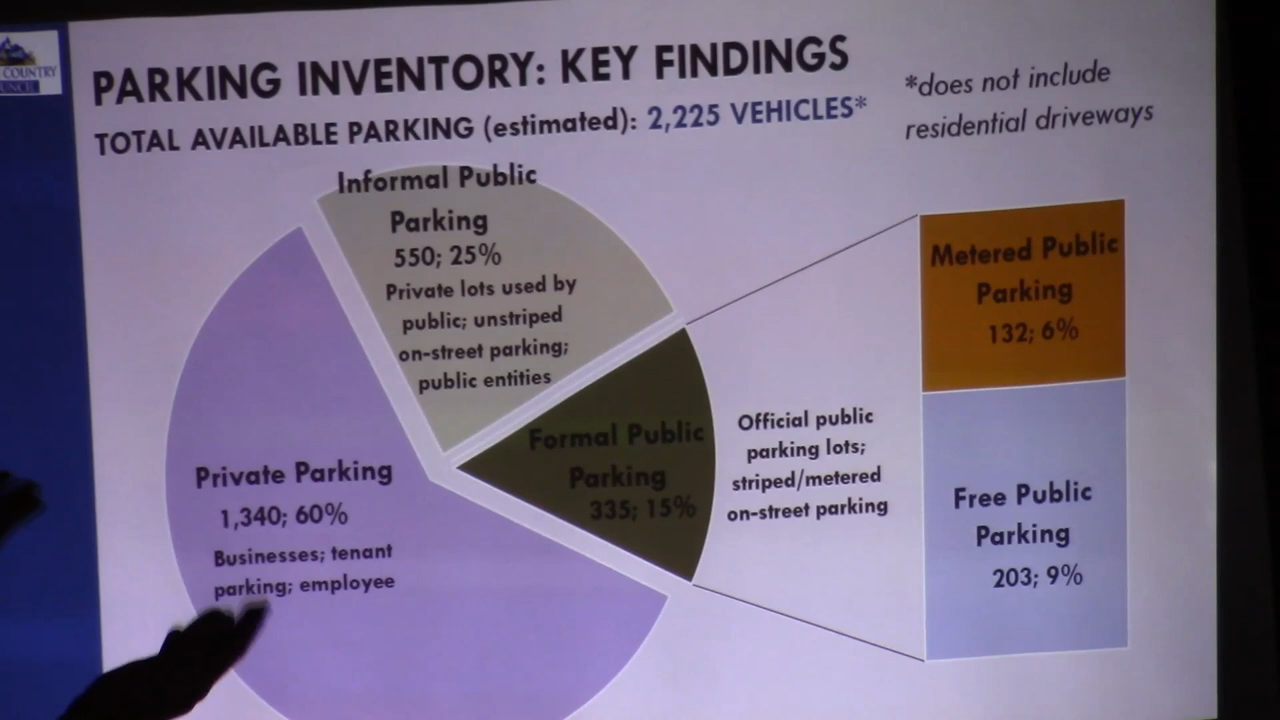 COUNTRY
PARKING INVENTORY: KEY FINDINGS
TOTAL AVAILABLE PARKING (estimated): 2,225 VEHICLES*
*does not include
residential driveways
Informal Public
Parking
550; 25%
Private lots used by
public; unstriped
on-street parking;
public entities
Formal Public
Parking
335; 15%
Official public
parking lots;
striped/metered
on-street parking
Metered Public
Parking
132; 6%
Free Public
Parking
203; 9%
Private Parking
1,340; 60%
Businesses; tenant
parking; employee